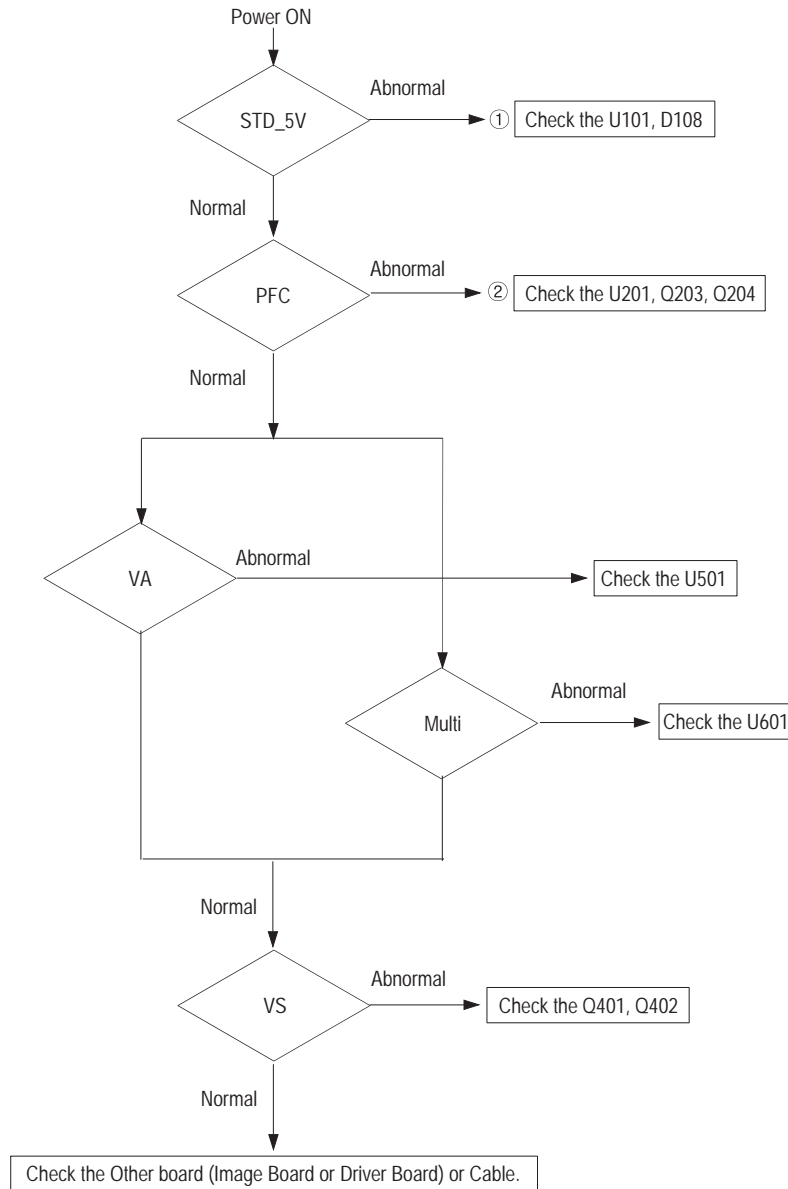 Power ON
Abnormal
STD_5V
① Check the U101, D108
Normal
Abnormal
PFC
② Check the U201, Q203, Q204
Normal
Abnormal
VA
Check the U501
Abnormal
Multi
Check the U601
Normal
Abnormal
VS
Check the Q401, Q402
Normal
Check the Other board (Image Board or Driver Board) or Cable.